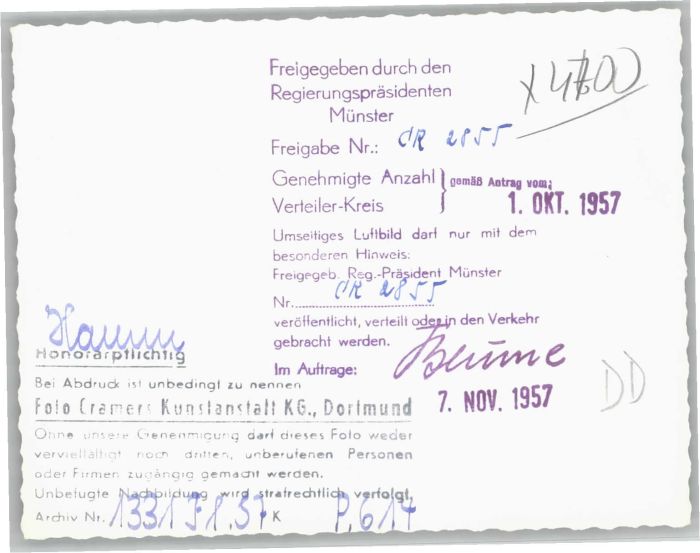 Freigegeben durch den
Regierungspräsidenten
Münster
Freigabe Nr.: CR 2855
Genehmigte Anzahl } gemäß Antrag vom:
Verteiler-Kreis 1. OKT. 1957
Umseitiges Luftbild darf nur mit dem
besonderen Hinweis:
Freigegeb. Reg.-Präsident Münster
Nr. CR 2855
veröffentlicht, verteilt oder in den Verkehr
gebracht werden.
Im Auftrage: Blume
7. NOV. 1957
DD
Hamm
Honorarpflichtig
Bei Abdruck ist unbedingt zu nennen
Foto Cramers Kunstanstalt KG., Dortmund
Ohne unsere Genehmigung darf dieses Foto weder
vervielfältigt noch dritten, unberufenen Personen
oder Firmen zugängig gemacht werden.
Unbefugte Nachbildung wird strafrechtlich verfolgt.
Archiv Nr. K P. 614